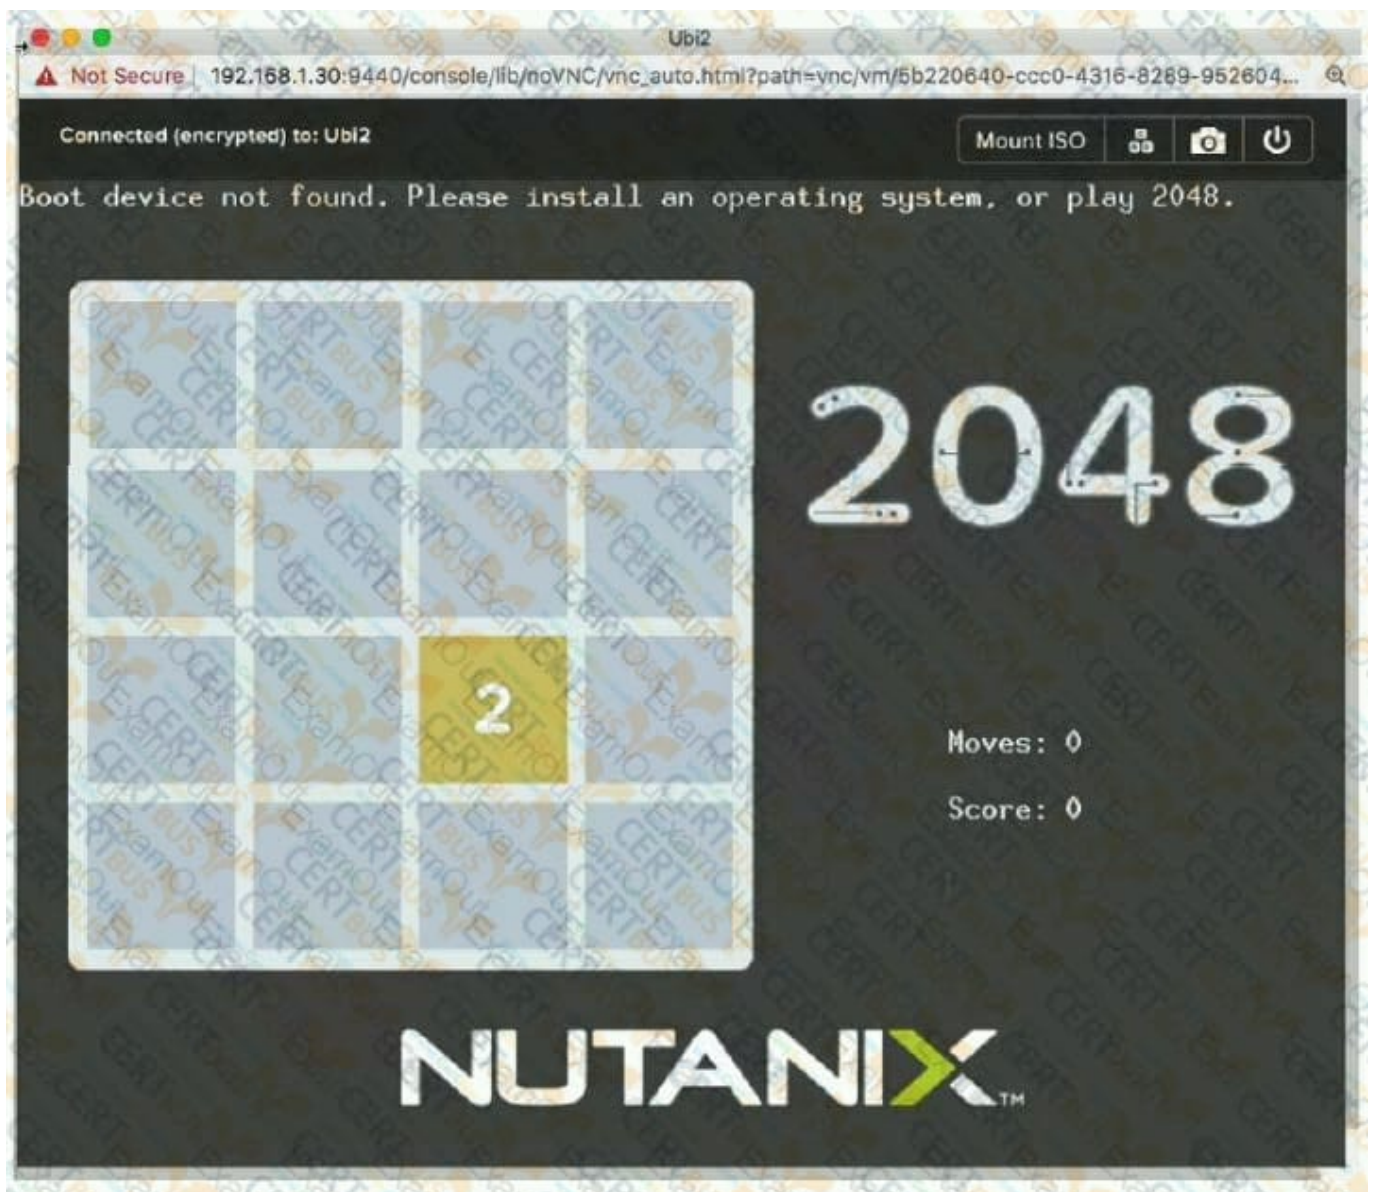 Ubi2
Not Secure | 192.168.1.30:9440/console/lib/noVNC/vnc_auto.html?path=vnc/vm/5b220640-ccc0-4316-8289-952604...
Connected (encrypted) to: Ubi2
Mount ISO
Boot device not found. Please install an operating system, or play 2048.
2048
2
Moves: 0
Score: 0
NUTANIX™